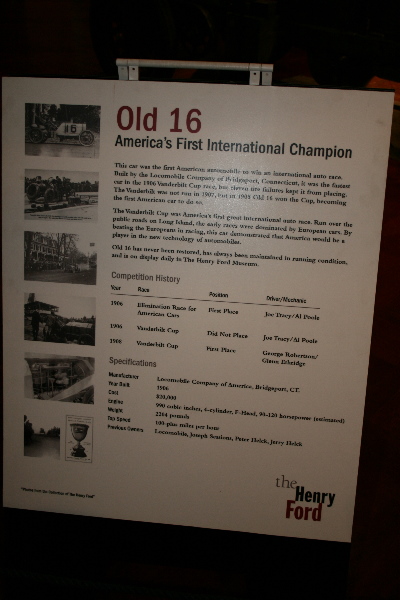 Old 16
America's First International Champion
This car was the first American automobile to win an international auto race.
Built by the Locomobile Company of Bridgeport, Connecticut, it was the fastest
car in the 1906 Vanderbilt Cup race, but eleven tire failures kept it from placing.
The Vanderbilt was not run in 1907, but in 1908 Old 16 won the Cup, becoming
the first American car to do so.
The Vanderbilt Cup was America's first great international auto race. Run over the
public roads on Long Island, the early races were dominated by European cars. By
beating the Europeans in racing, this car demonstrated that America would be a
player in the new technology of automobiles.
Old 16 has never been restored, has always been maintained in running condition,
and is on display daily in The Henry Ford Museum.
Competition History
Year Race Position Driver/Mechanic
1906 Elimination Race for American Cars First Place Joe Tracy/Al Poole
1906 Vanderbilt Cup Did Not Place Joe Tracy/Al Poole
1908 Vanderbilt Cup First Place George Robertson/Glenn Ethridge
Specifications
Manufacturer Locomobile Company of America, Bridgeport, CT.
Year Built 1906
Cost $20,000
Engine 990 cubic inches, 4-cylinder, F-Head, 90-120 horsepower (estimated)
Weight 2204 pounds
Top Speed 100-plus miles per hour
Previous Owners Locomobile, Joseph Sessions, Peter Helck, Jerry Helck
the
Henry
Ford